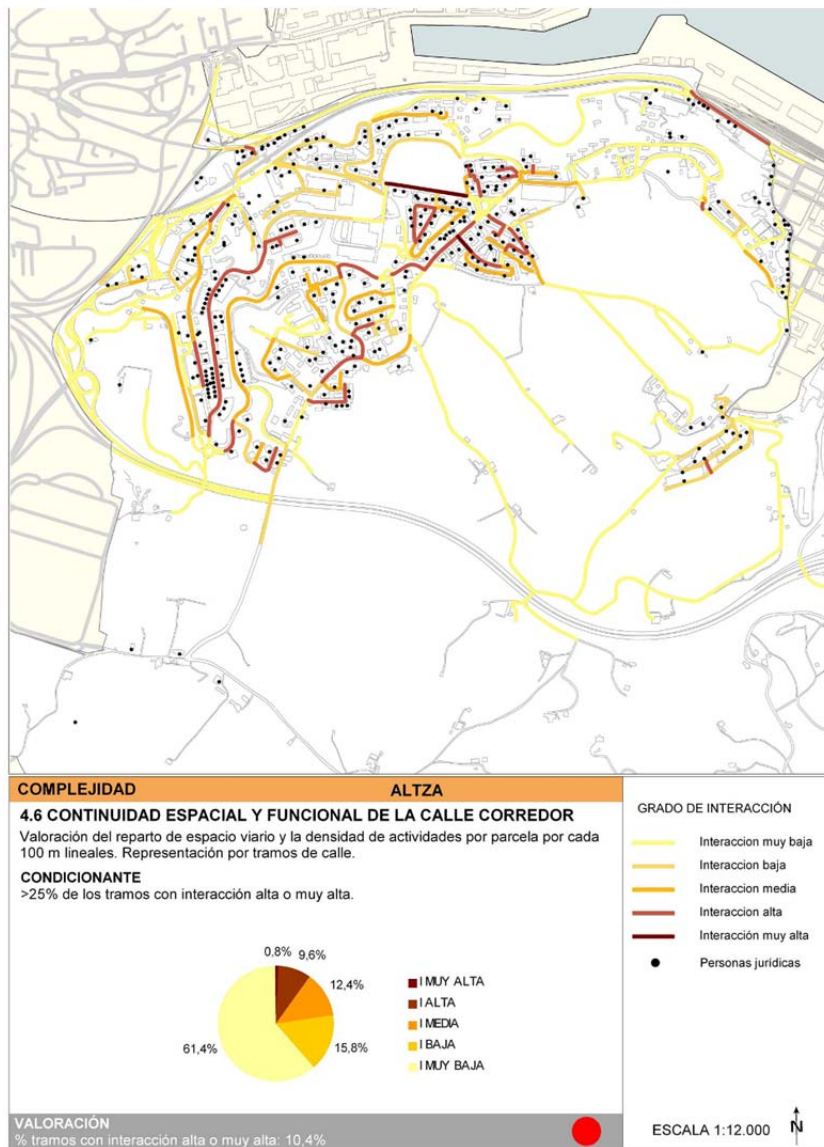 COMPLEJIDAD ALTZA
4.6 CONTINUIDAD ESPACIAL Y FUNCIONAL DE LA CALLE CORREDOR
Valoración del reparto de espacio viario y la densidad de actividades por parcela por cada
100 m lineales. Representación por tramos de calle.
CONDICIONANTE
>25% de los tramos con interacción alta o muy alta.
0,8%
9,6%
12,4%
15,8%
61,4%
I MUY ALTA
I ALTA
I MEDIA
I BAJA
I MUY BAJA
VALORACIÓN
% tramos con interacción alta o muy alta: 10,4%
GRADO DE INTERACCIÓN
Interaccion muy baja
Interaccion baja
Interaccion media
Interaccion alta
Interacción muy alta
Personas jurídicas
ESCALA 1:12.000
N